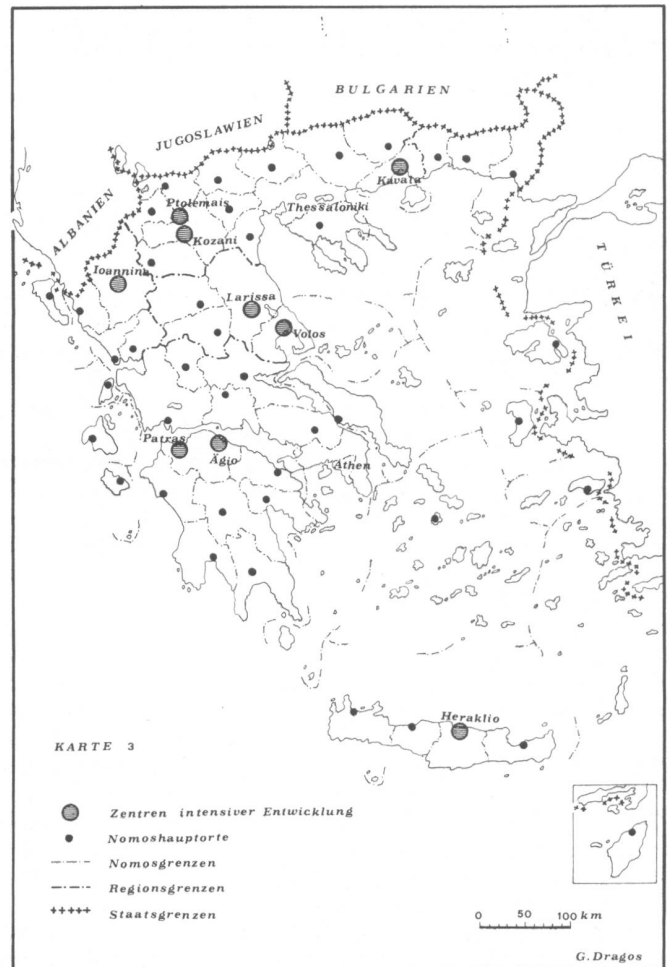 BULGARIEN
JUGOSLAWIEN
ALBANIEN
TÜRKEI
Kavala
Ptolemais
Thessaloniki
Kozani
Ioannina
Larissa
Volos
Patras
Ägio
Athen
Heraklio
KARTE 3
Zentren intensiver Entwicklung
Nomoshauptorte
Nomosgrenzen
Regionsgrenzen
Staatsgrenzen
0 50 100 km
G. Dragos